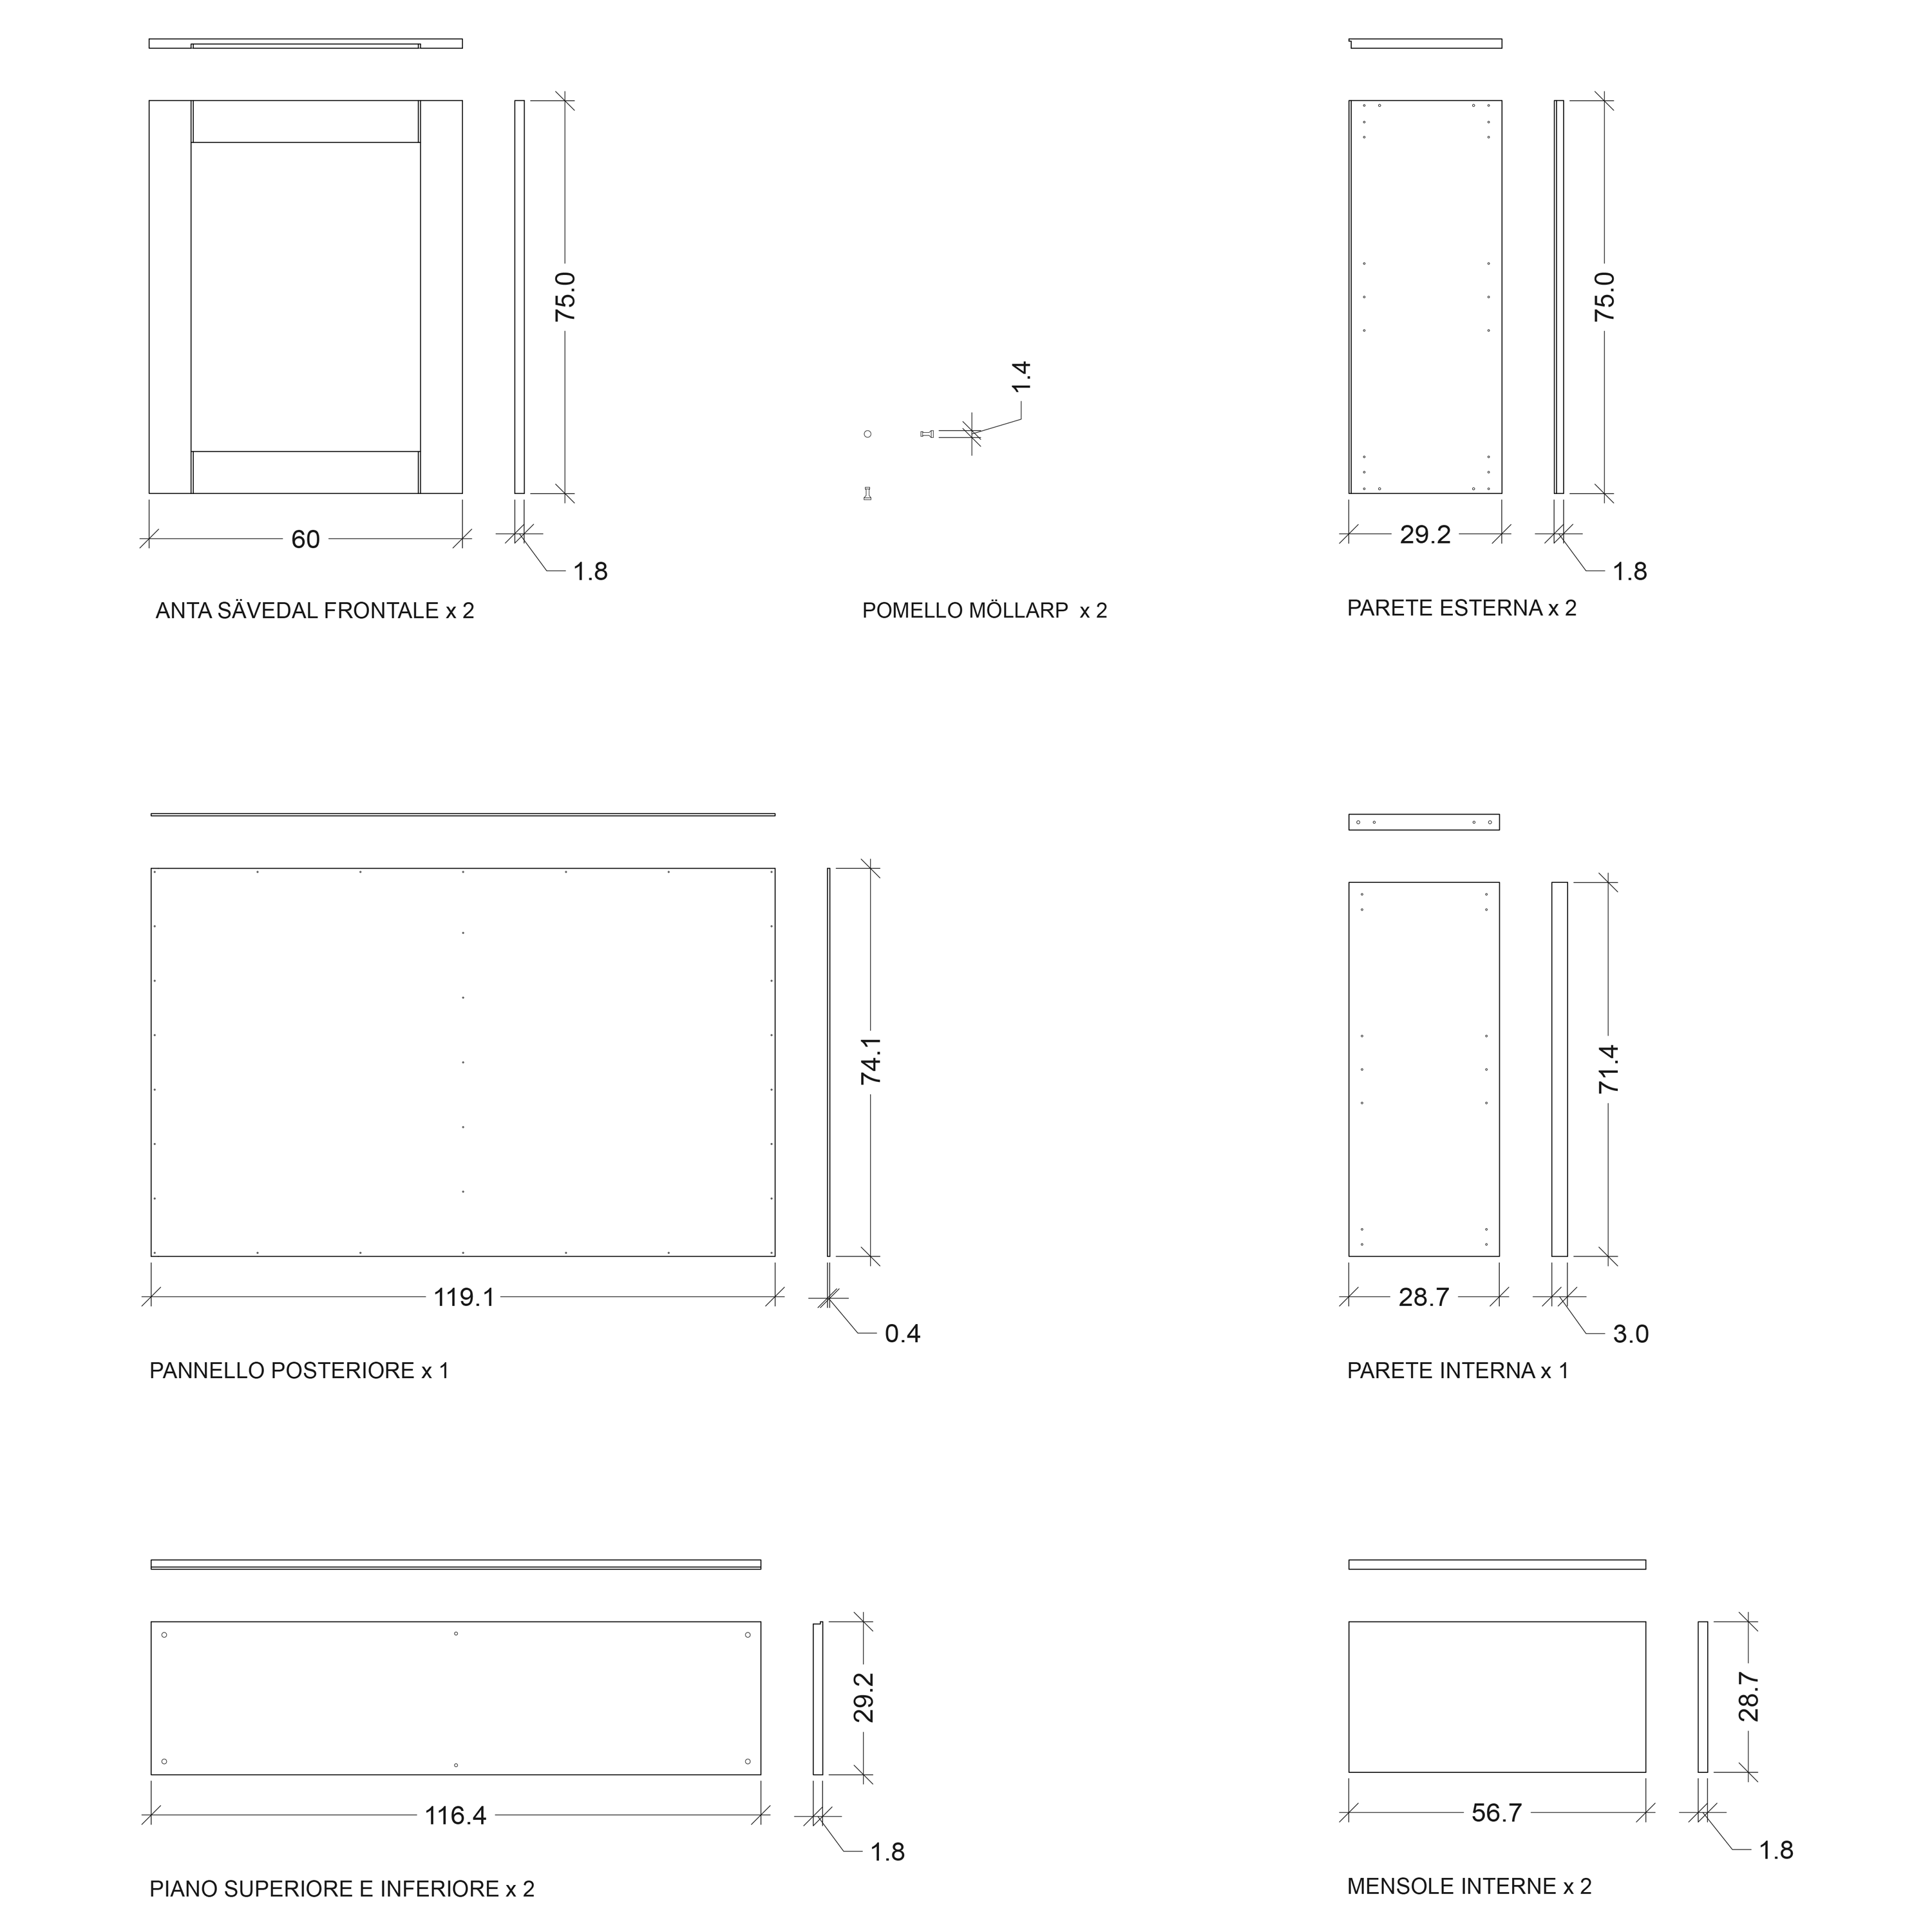 75.0
60
1.8
ANTA SÄVEDAL FRONTALE x 2
1.4
POMELLO MÖLLARP x 2
75.0
29.2
1.8
PARETE ESTERNA x 2
74.1
119.1
0.4
PANNELLO POSTERIORE x 1
71.4
28.7
3.0
PARETE INTERNA x 1
29.2
116.4
1.8
PIANO SUPERIORE E INFERIORE x 2
28.7
56.7
1.8
MENSOLE INTERNE x 2